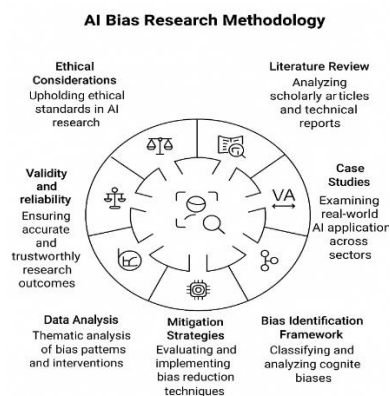 AI Bias Research Methodology
Ethical
Considerations
Upholding ethical
standards in AI
research
Literature Review
Analyzing
scholarly articles
and technical
reports
Validity
and reliability
Ensuring
accurate
and
trustworthly
research
outcomes
VA
Case
Studies
Examining
real-world
AI application
across
sectors
Data Analysis
Thematic analysis
of bias patterns
and interventions
Mitigation
Strategies
Evaluating and
implementing
bias reduction
techniques
Bias Identification
Framework
Classifying and
analyzing cognite
biases